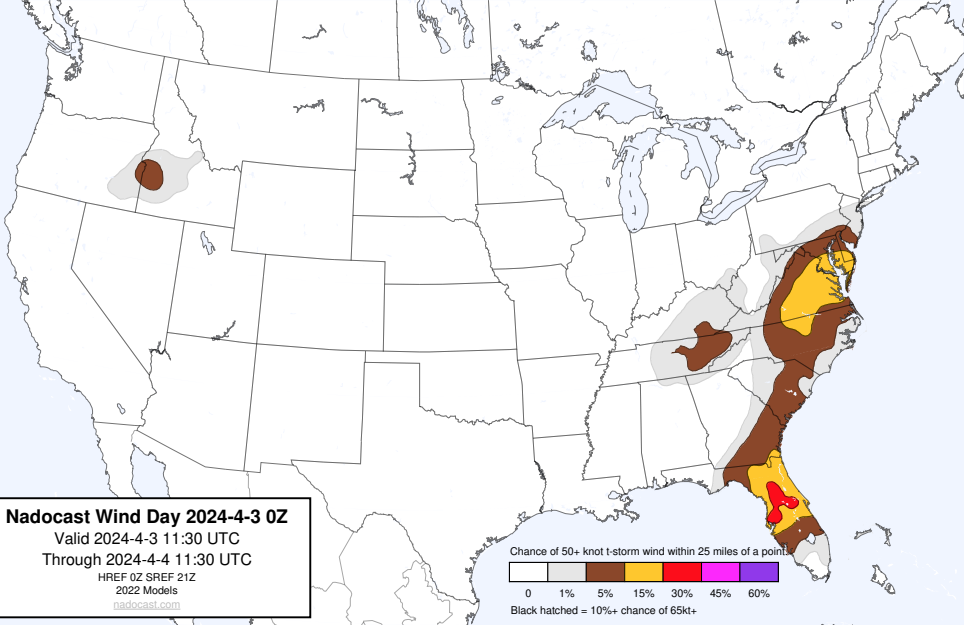 Nadocast Wind Day 2024-4-3 0Z
Valid 2024-4-3 11:30 UTC
Through 2024-4-4 11:30 UTC
HREF 0Z SREF 21Z
2022 Models
nadocast.com
Chance of 50+ knot t-storm wind within 25 miles of a point.
0 1% 5% 15% 30% 45% 60%
Black hatched = 10%+ chance of 65kt+